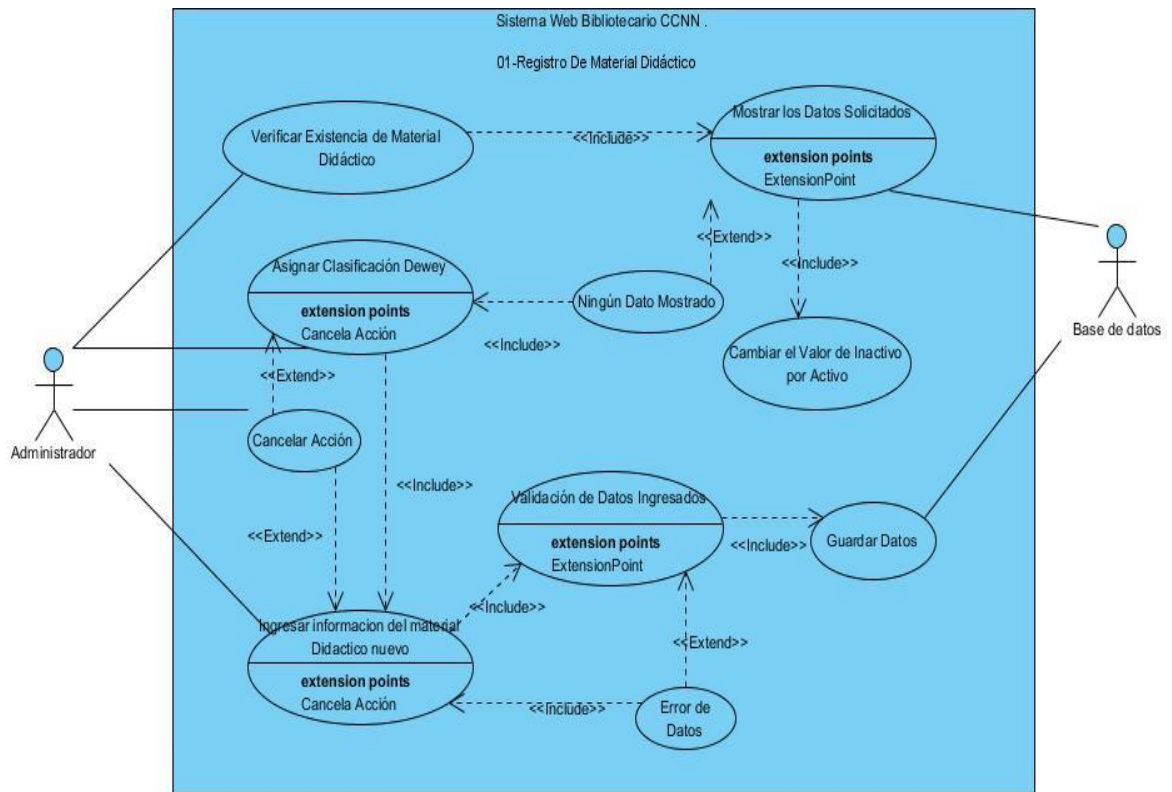 Sistema Web Bibliotecario CCNN .
01-Registro De Material Didáctico
Verificar Existencia de Material
Didáctico
<<Include>>
Mostrar los Datos Solicitados
extension points
ExtensionPoint
<<Extend>>
<<Include>>
Asignar Clasificación Dewey
extension points
Cancela Acción
<<Include>>
Ningún Dato Mostrado
Cambiar el Valor de Inactivo
por Activo
Base de datos
<<Extend>>
Cancelar Acción
Administrador
<<Include>>
<<Extend>>
Validación de Datos Ingresados
extension points
ExtensionPoint
<<Include>>
Guardar Datos
<<Include>>
Ingresar informacion del material
Didactico nuevo
extension points
Cancela Acción
<<Extend>>
<<Include>>
Error de
Datos